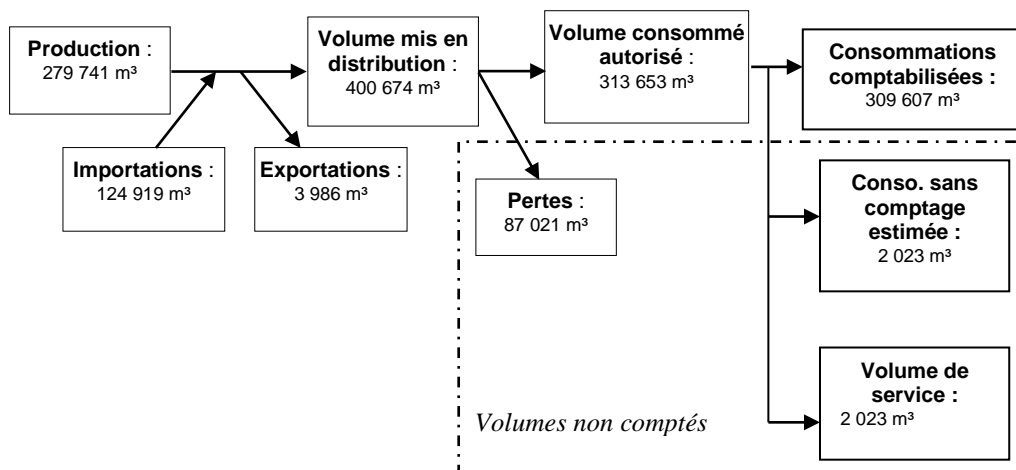 Production :
279 741 m³
Volume mis en
distribution :
400 674 m³
Volume consommé
autorisé :
313 653 m³
Consommations
comptabilisées :
309 607 m³
Importations :
124 919 m³
Exportations :
3 986 m³
Pertes :
87 021 m³
Conso. sans
comptage
estimée :
2 023 m³
Volume de
service :
2 023 m³
Volumes non comptés